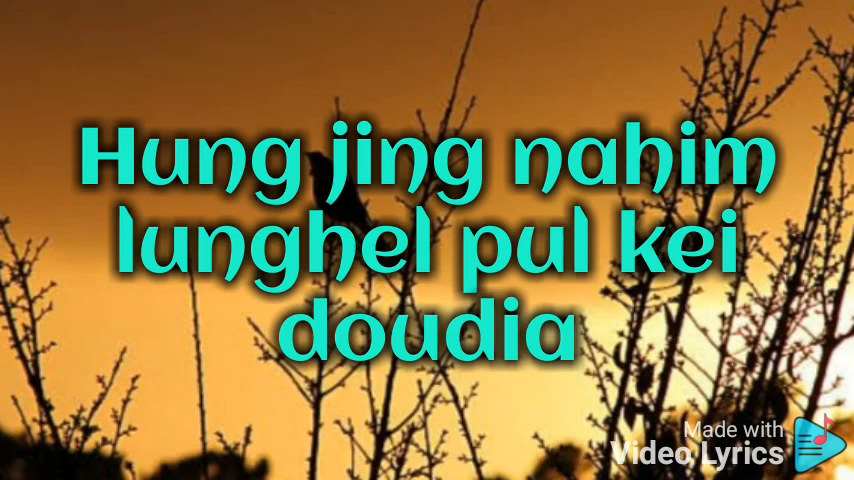 Hung jing nahim
lunghel pul kei
doudia
Made with
Video Lyrics